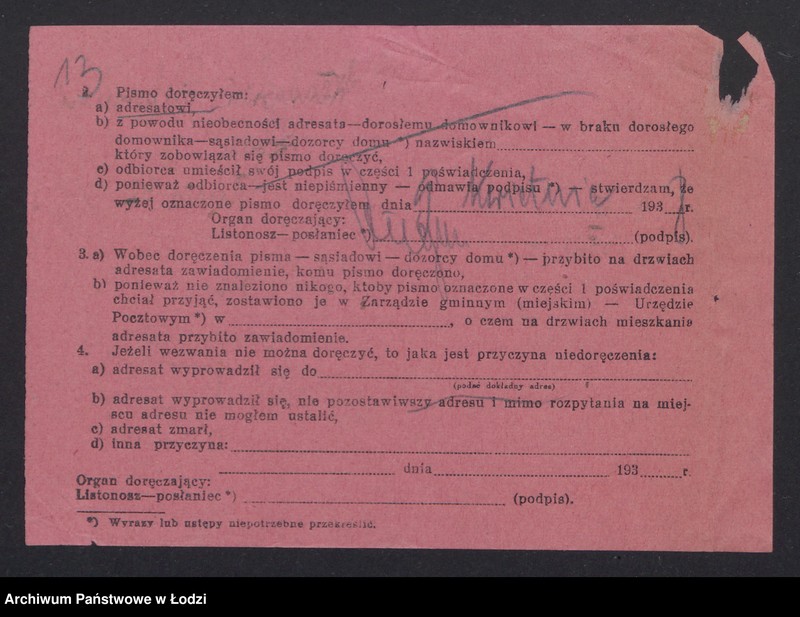 13
2. Pismo doręczyłem:
a) adresatowi,
b) z powodu nieobecności adresata—dorosłemu domownikowi — w braku dorosłego
domownika—sąsiadowi—dozorcy domu *) nazwiskiem
który zobowiązał się pismo doręczyć,
c) odbiorca umieścił swój podpis w części 1 poświadczenia,
d) ponieważ odbiorca—jest niepiśmienny — odmawia podpisu *) — stwierdzam, że
wyżej oznaczone pismo doręczyłem dnia kwietnia 193 r.
Organ doręczający:
Listonosz—posłaniec *) (podpis).
3. a) Wobec doręczenia pisma — sąsiadowi — dozorcy domu *) — przybito na drzwiach
adresata zawiadomienie, komu pismo doręczono,
b) ponieważ nie znaleziono nikogo, ktoby pismo oznaczone w części 1 poświadczenia
chciał przyjąć, zostawiono je w Zarządzie gminnym (miejskim) — Urzędzie
Pocztowym *) w , o czem na drzwiach mieszkania
adresata przybito zawiadomienie.
4. Jeżeli wezwania nie można doręczyć, to jaka jest przyczyna niedoręczenia:
a) adresat wyprowadził się do
(podać dokładny adres)
b) adresat wyprowadził się, nie pozostawiwszy adresu i mimo rozpytania na miej-
scu adresu nie mogłem ustalić,
c) adresat zmarł,
d) inna przyczyna:
dnia 193 r.
Organ doręczający:
Listonosz—posłaniec *) (podpis).
*) Wyrazy lub ustępy niepotrzebne przekreślić.
Archiwum Państwowe w Łodzi